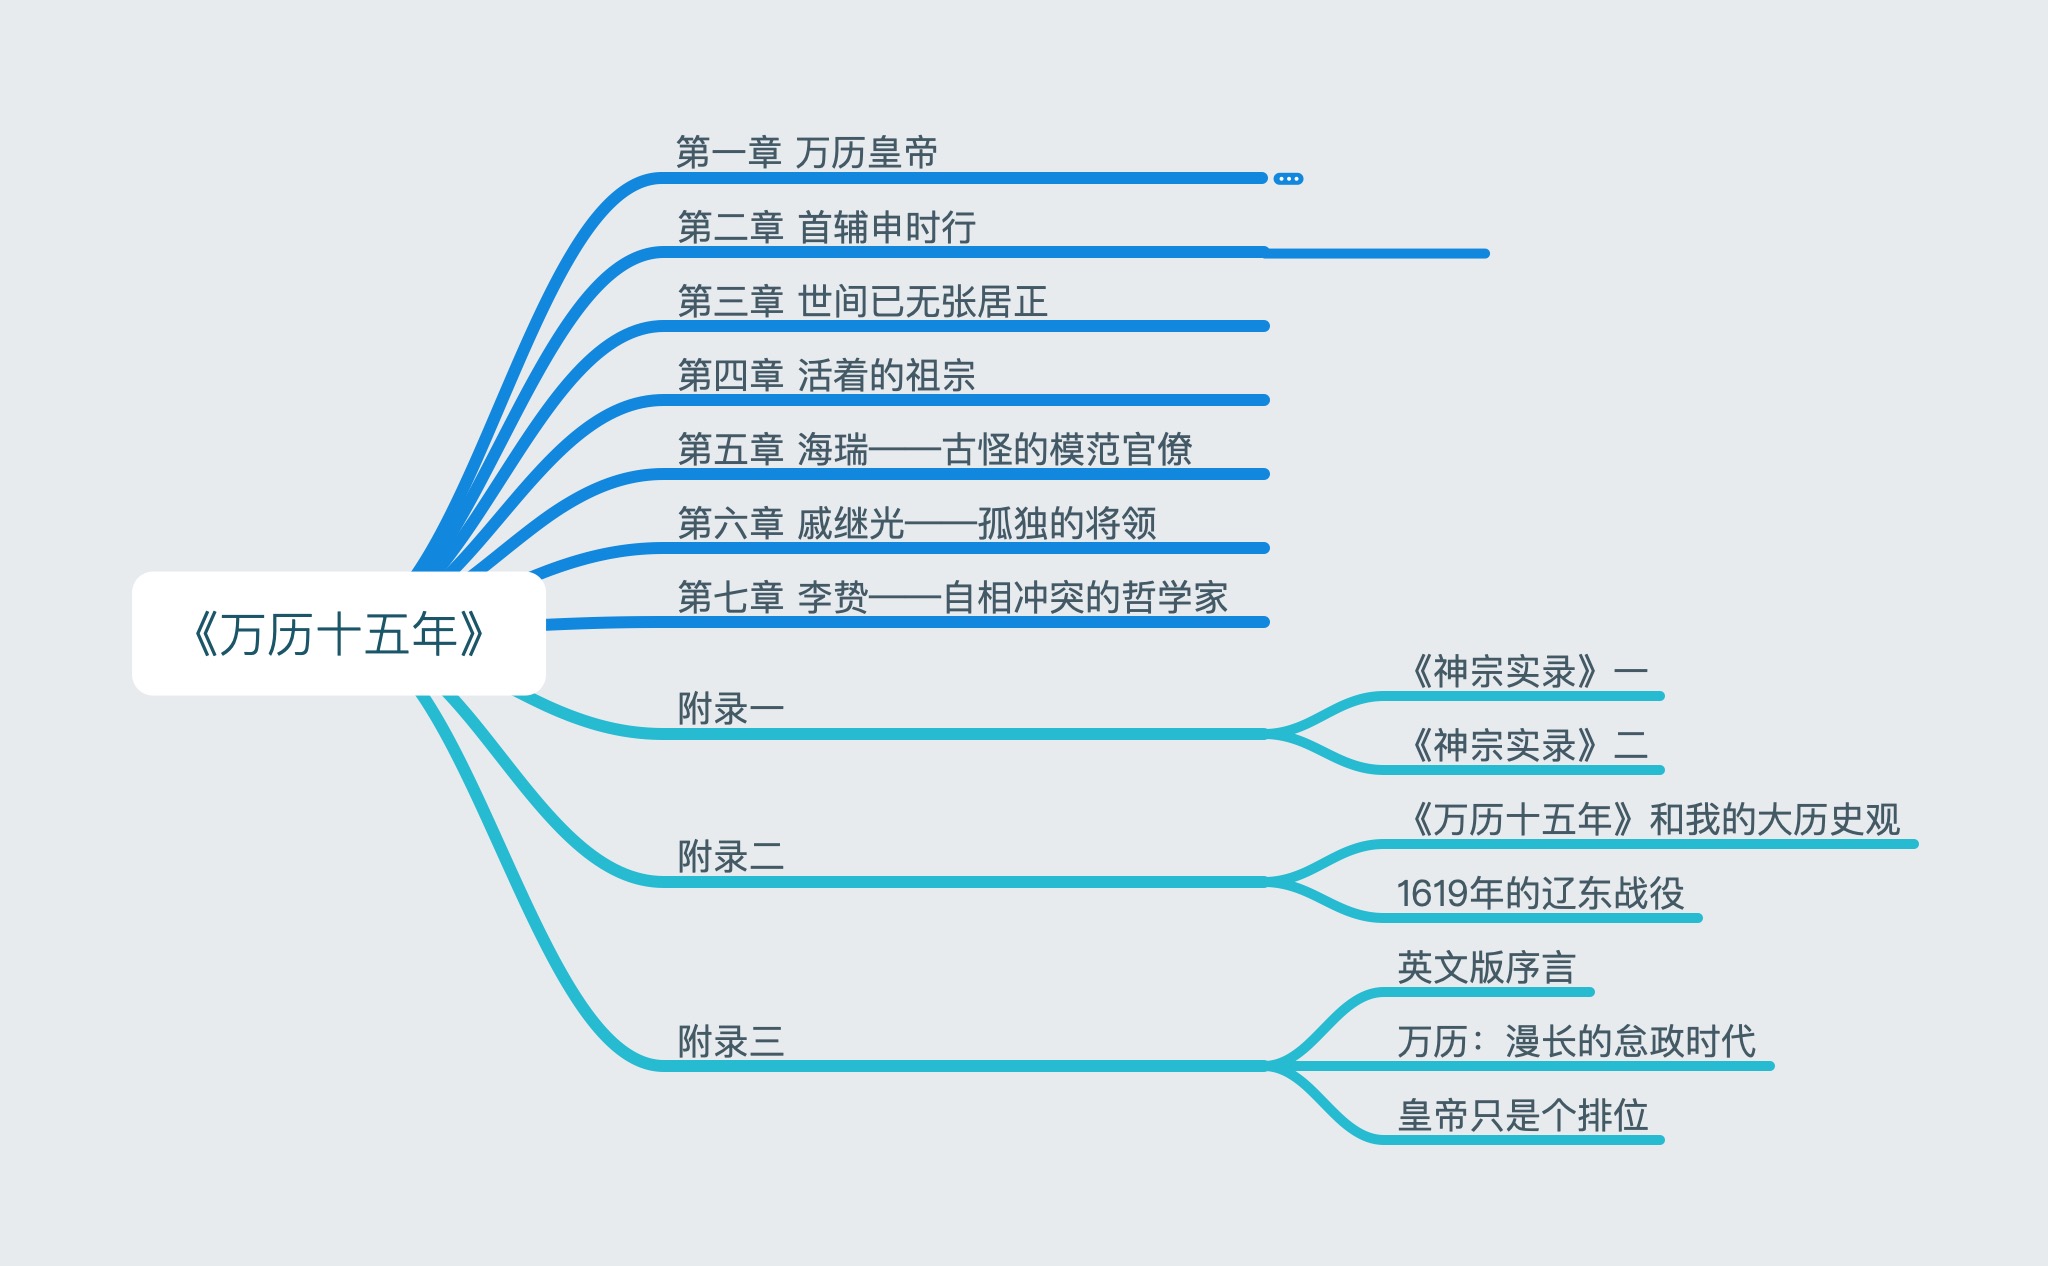 第一章 万历皇帝
第二章 首辅申时行
第三章 世间已无张居正
第四章 活着的祖宗
第五章 海瑞——古怪的模范官僚
第六章 戚继光——孤独的将领
第七章 李贽——自相冲突的哲学家
《万历十五年》
附录一
《神宗实录》一
《神宗实录》二
附录二
《万历十五年》和我的大历史观
1619年的辽东战役
附录三
英文版序言
万历：漫长的怠政时代
皇帝只是个排位